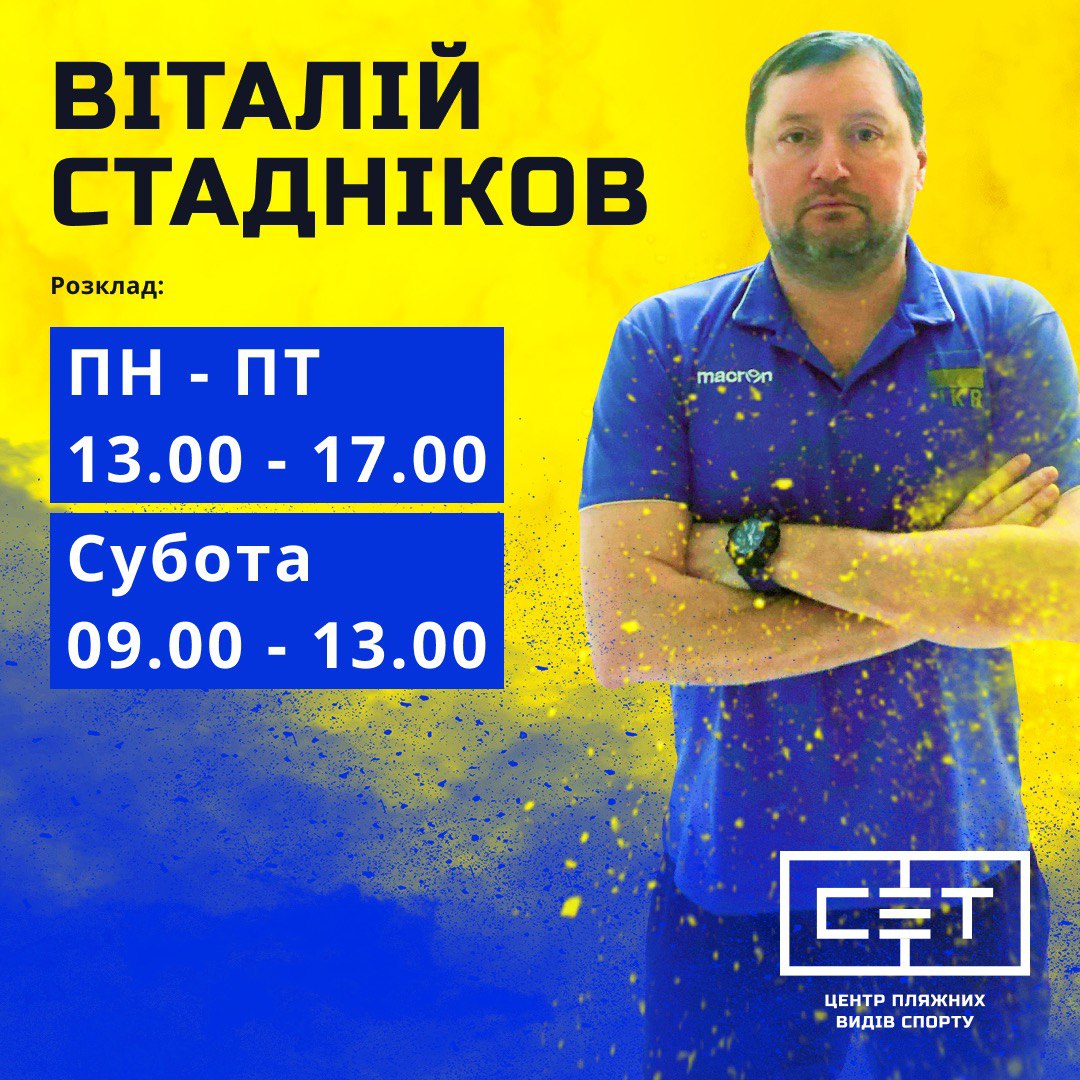 ВІТАЛІЙ
СТАДНІКОВ
Розклад:
ПН - ПТ
13.00 - 17.00
Субота
09.00 - 13.00
macron
СЕТ
ЦЕНТР ПЛЯЖНИХ
ВИДІВ СПОРТУ